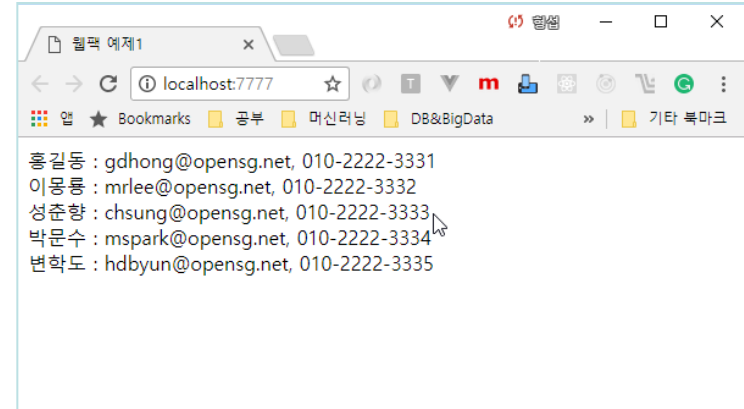 형섭
웹팩 예제1
localhost:7777
T m G
앱 Bookmarks 공부 머신러닝 DB&BigData » 기타 북마크
홍길동 : gdhong@opensg.net, 010-2222-3331
이몽룡 : mrlee@opensg.net, 010-2222-3332
성춘향 : chsung@opensg.net, 010-2222-3333
박문수 : mspark@opensg.net, 010-2222-3334
변학도 : hdbyun@opensg.net, 010-2222-3335